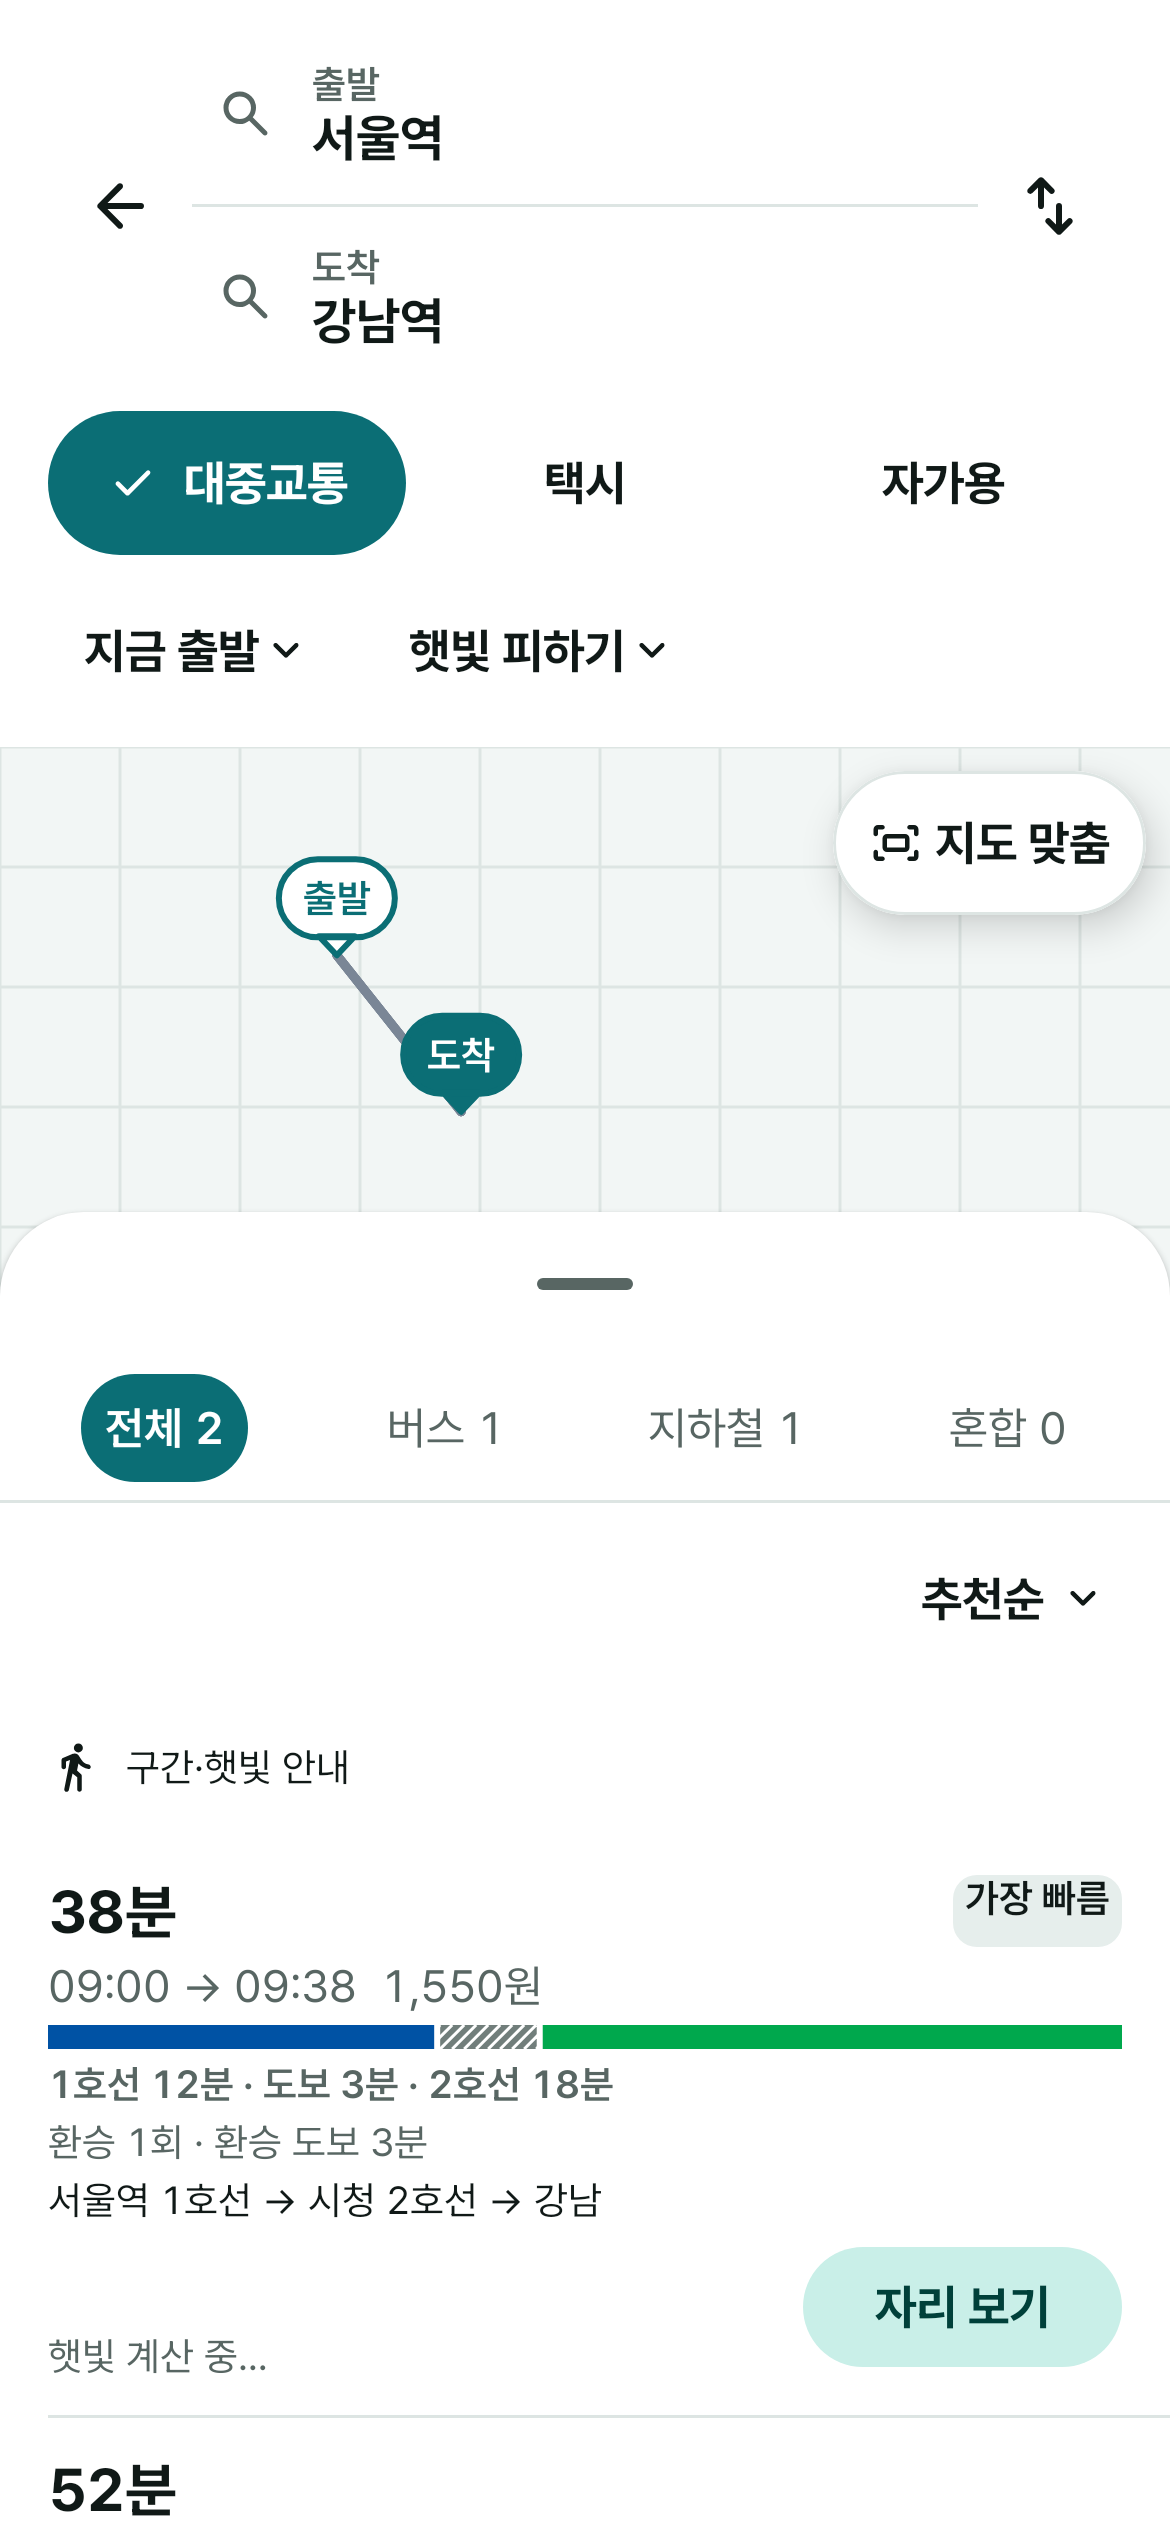 출발
서울역
도착
강남역
대중교통
택시
자가용
지금 출발
햇빛 피하기
지도 맞춤
출발
도착
전체 2
버스 1
지하철 1
혼합 0
추천순
구간·햇빛 안내
38분
가장 빠름
09:00 → 09:38 1,550원
1호선 12분 · 도보 3분 · 2호선 18분
환승 1회 · 환승 도보 3분
서울역 1호선 → 시청 2호선 → 강남
자리 보기
햇빛 계산 중...
52분